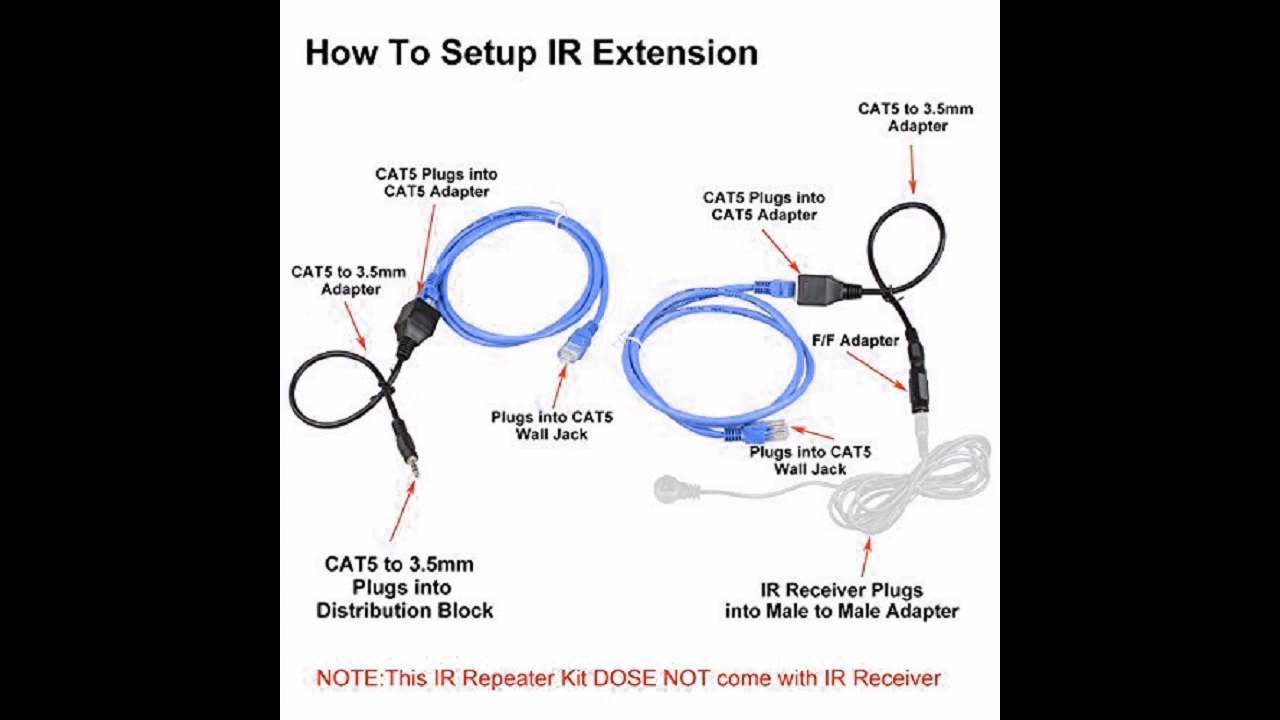 How To Setup IR Extension
CAT5 to 3.5mm
Adapter
CAT5 Plugs into
CAT5 Adapter
CAT5 Plugs into
CAT5 Adapter
CAT5 to 3.5mm
Adapter
F/F Adapter
Plugs into CAT5
Wall Jack
Plugs into CAT5
Wall Jack
CAT5 to 3.5mm
Plugs into
Distribution Block
IR Receiver Plugs
into Male to Male Adapter
NOTE:This IR Repeater Kit DOSE NOT come with IR Receiver